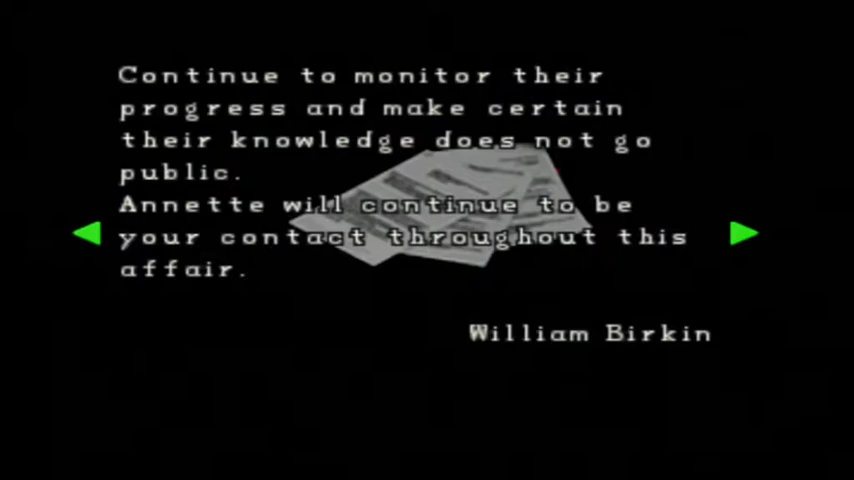 Continue to monitor their
progress and make certain
their knowledge does not go
public.
Annette will continue to be
your contact throughout this
affair.
William Birkin